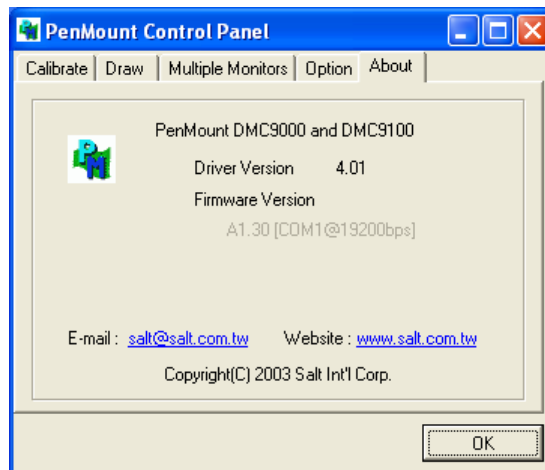 PenMount Control Panel
Calibrate Draw Multiple Monitors Option About
PM
PenMount DMC9000 and DMC9100
Driver Version 4.01
Firmware Version
A1.30 [COM1@19200bps]
E-mail : salt@salt.com.tw Website : www.salt.com.tw
Copyright(C) 2003 Salt Int'l Corp.
OK